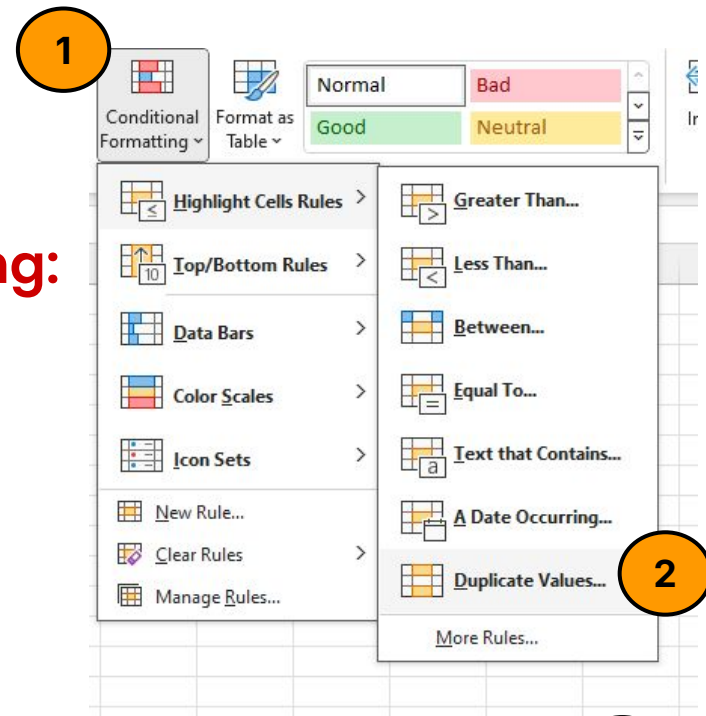 1
Conditional
Formatting
Format as
Table
Normal
Bad
Good
Neutral
Highlight Cells Rules
Top/Bottom Rules
Data Bars
Color Scales
Icon Sets
New Rule...
Clear Rules
Manage Rules...
Greater Than...
Less Than...
Between...
Equal To...
Text that Contains...
A Date Occurring...
Duplicate Values...
2
More Rules...
10
a